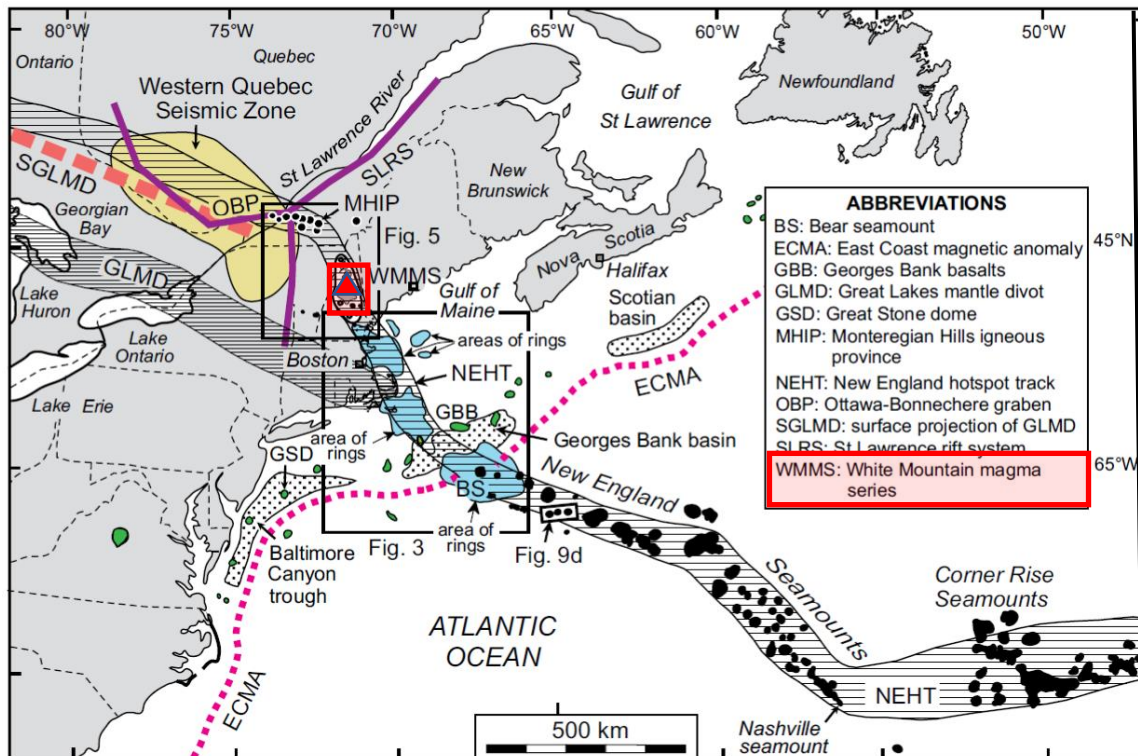 80°W
75°W
70°W
65°W
60°W
50°W
Ontario
Quebec
Newfoundland
Western Quebec
Seismic Zone
Gulf of
St Lawrence
St Lawrence River
SLRS
New
Brunswick
SGLMD
OBP
MHIP
Georgian
Bay
Fig. 5
GLMD
WMMS
Nova
Scotia
Halifax
Lake
Huron
Gulf of
Maine
Scotian
basin
Lake
Ontario
areas of rings
Boston
NEHT
ECMA
Lake Erie
GBB
area of
rings
Georges Bank basin
GSD
BS
New England
Seamounts
area of
rings
Fig. 3
Fig. 9d
Baltimore
Canyon
trough
Corner Rise
Seamounts
ATLANTIC
OCEAN
ECMA
NEHT
500 km
Nashville
seamount
45°N
65°W
ABBREVIATIONS
BS: Bear seamount
ECMA: East Coast magnetic anomaly
GBB: Georges Bank basalts
GLMD: Great Lakes mantle divot
GSD: Great Stone dome
MHIP: Monteregian Hills igneous
province
NEHT: New England hotspot track
OBP: Ottawa-Bonnechere graben
SGLMD: surface projection of GLMD
SLRS: St Lawrence rift system
WMMS: White Mountain magma
series